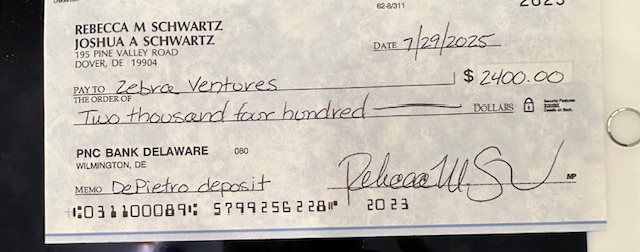 62-8/311
2023
REBECCA M SCHWARTZ
JOSHUA A SCHWARTZ
195 PINE VALLEY ROAD
DOVER, DE 19904
DATE 7/29/2025
PAY TO THE ORDER OF Zebra Ventures $ 2400.00
Two thousand four hundred DOLLARS
PNC BANK DELAWARE 080
WILMINGTON, DE
MEMO DePietro deposit MP
⑆031100089⑆ 5799256228⑈ 2023